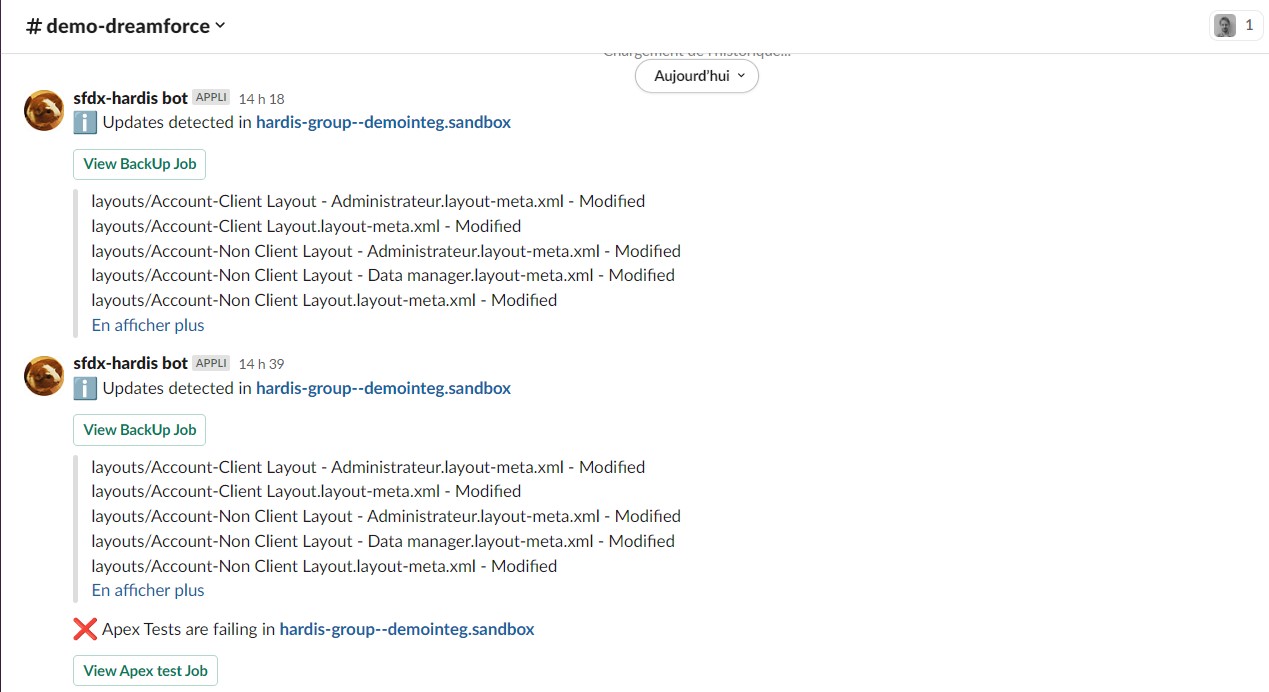 # demo-dreamforce
1
Chargement de l'historique...
Aujourd'hui
sfdx-hardis bot APPLI 14 h 18
Updates detected in hardis-group--demointeg.sandbox
View BackUp Job
layouts/Account-Client Layout - Administrateur.layout-meta.xml - Modified
layouts/Account-Client Layout.layout-meta.xml - Modified
layouts/Account-Non Client Layout - Administrateur.layout-meta.xml - Modified
layouts/Account-Non Client Layout - Data manager.layout-meta.xml - Modified
layouts/Account-Non Client Layout.layout-meta.xml - Modified
En afficher plus
sfdx-hardis bot APPLI 14 h 39
Updates detected in hardis-group--demointeg.sandbox
View BackUp Job
layouts/Account-Client Layout - Administrateur.layout-meta.xml - Modified
layouts/Account-Client Layout.layout-meta.xml - Modified
layouts/Account-Non Client Layout - Administrateur.layout-meta.xml - Modified
layouts/Account-Non Client Layout - Data manager.layout-meta.xml - Modified
layouts/Account-Non Client Layout.layout-meta.xml - Modified
En afficher plus
❌ Apex Tests are failing in hardis-group--demointeg.sandbox
View Apex test Job